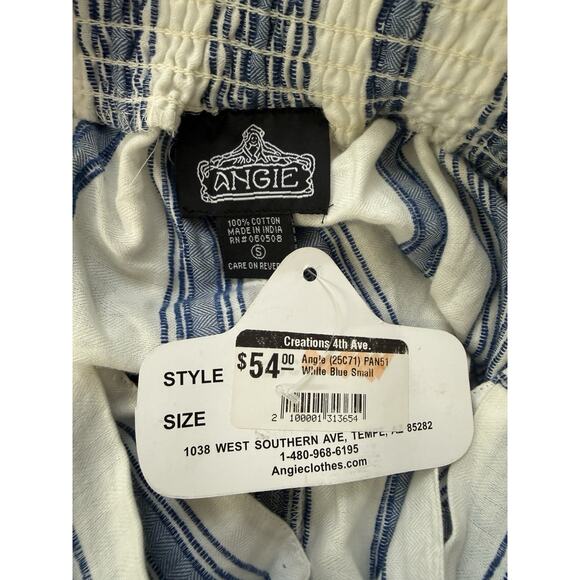 ANGIE
100% COTTON
MADE IN INDIA
RN# 060508
S
CARE ON REVER
STYLE
SIZE
Creations 4th Ave.
$54.00 Angie (25C71) PAN51
White Blue Small
2 100001 313654
1038 WEST SOUTHERN AVE, TEMPE, AZ 85282
1-480-968-6195
Angieclothes.com